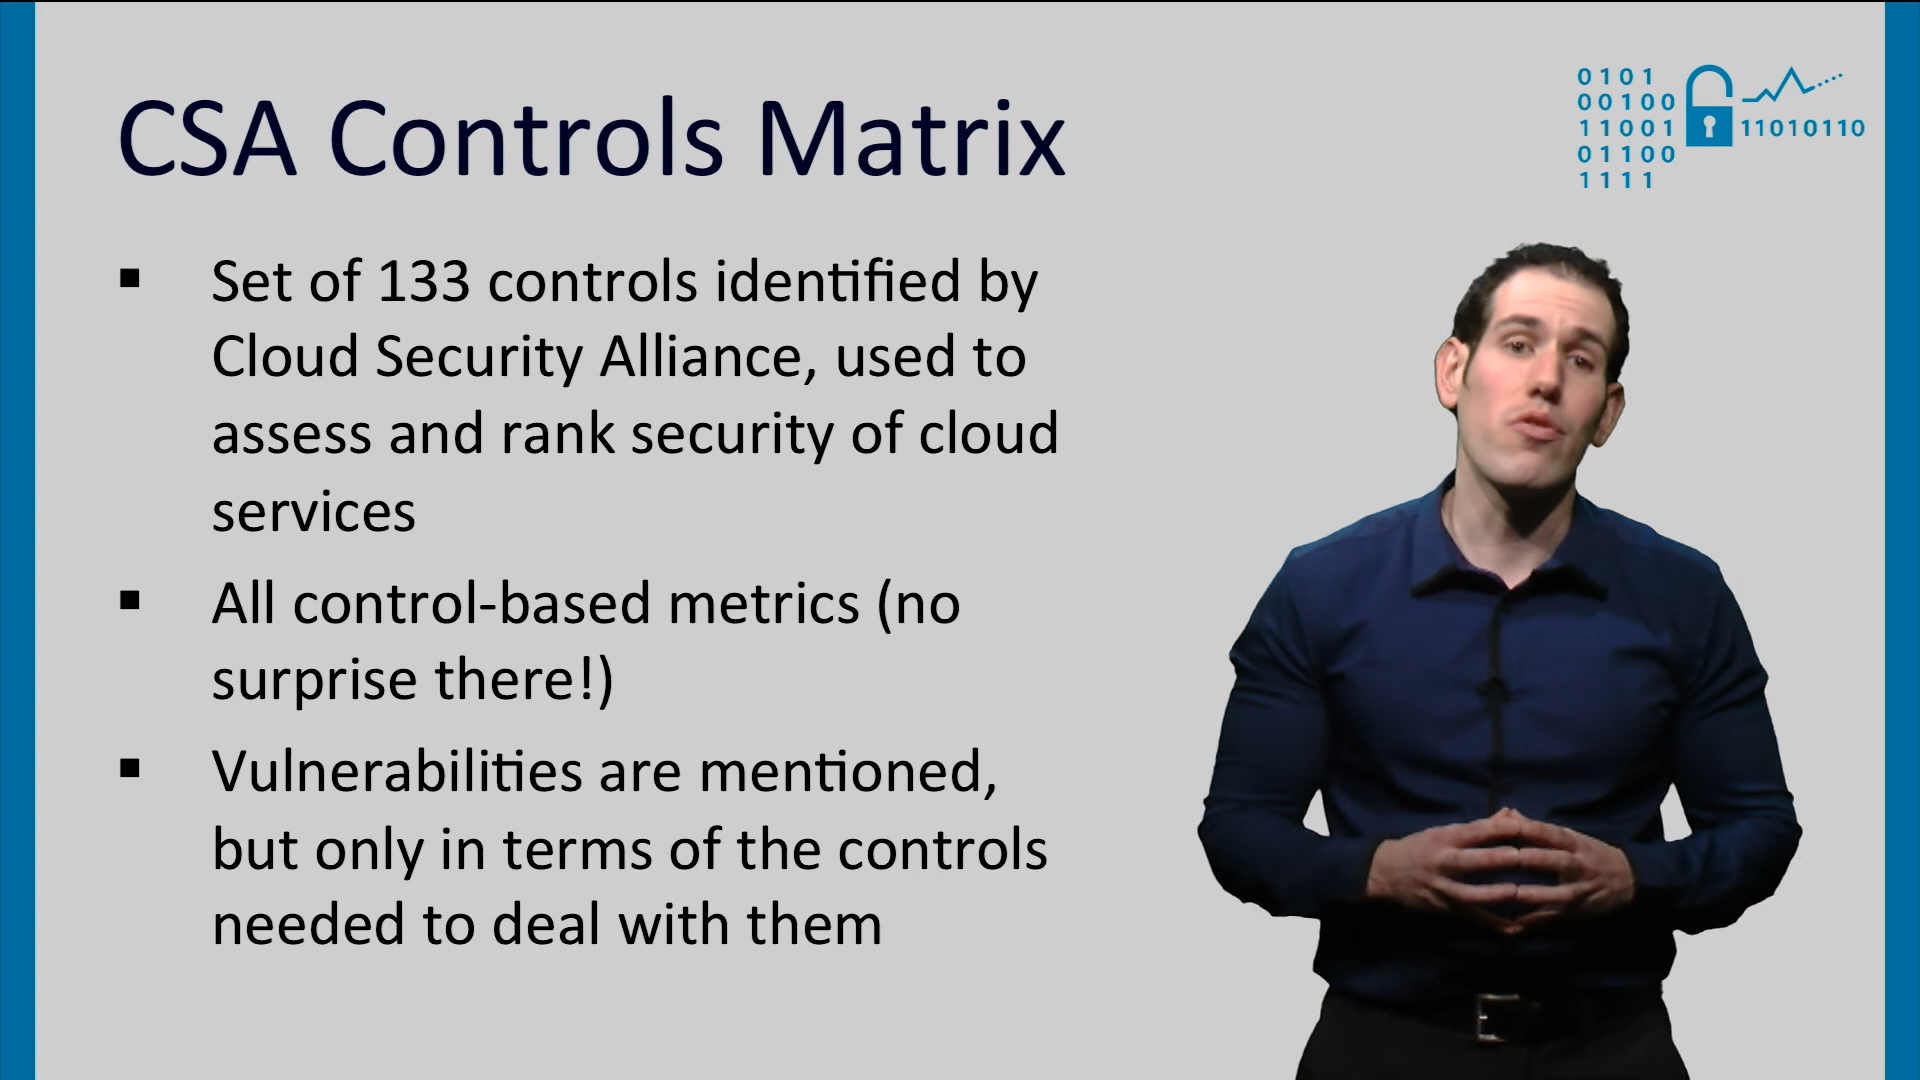 CSA Controls Matrix
0101
00100
11001
11010110
01100
1111
▪ Set of 133 controls identified by
Cloud Security Alliance, used to
assess and rank security of cloud
services
▪ All control-based metrics (no
surprise there!)
▪ Vulnerabilities are mentioned,
but only in terms of the controls
needed to deal with them